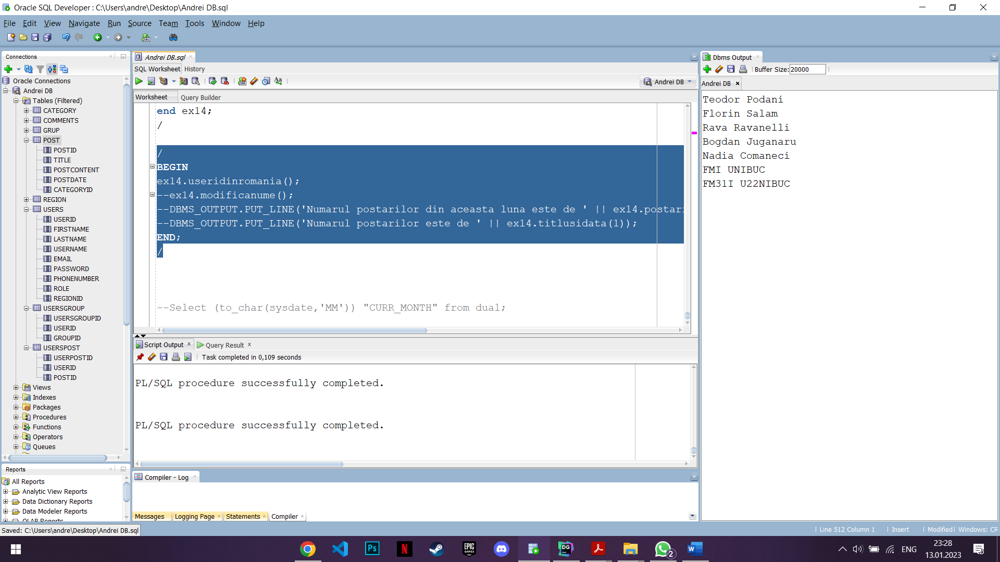 Oracle SQL Developer : C:\Users\andre\Desktop\Andrei DB.sql
File Edit View Navigate Run Source Team Tools Window Help
Connections
Oracle Connections
Andrei DB
Tables (Filtered)
CATEGORY
COMMENTS
GRUP
POST
POSTID
TITLE
POSTCONTENT
POSTDATE
CATEGORYID
REGION
USERS
USERID
FIRSTNAME
LASTNAME
USERNAME
EMAIL
PASSWORD
PHONENUMBER
ROLE
REGIONID
USERSGROUP
USERSGROUPID
USERID
GROUPID
USERSPOST
USERPOSTID
USERID
POSTID
Views
Indexes
Packages
Procedures
Functions
Operators
Queues
Reports
All Reports
Analytic View Reports
Data Dictionary Reports
Data Modeler Reports
OLAP Reports
Andrei DB.sql
SQL Worksheet History
Andrei DB
Worksheet Query Builder
end ex14;
/
/
BEGIN
ex14.useridinromania();
--ex14.modificanume();
--DBMS_OUTPUT.PUT_LINE('Numarul postarilor din aceasta luna este de ' || ex14.postari
--DBMS_OUTPUT.PUT_LINE('Numarul postarilor este de ' || ex14.titlusidata(1));
END;
/
--Select (to_char(sysdate,'MM')) "CURR_MONTH" from dual;
Script Output Query Result
Task completed in 0,109 seconds
PL/SQL procedure successfully completed.
PL/SQL procedure successfully completed.
Compiler - Log
Messages Logging Page Statements Compiler
Dbms Output
Buffer Size: 20000
Andrei DB
Teodor Podani
Florin Salam
Rava Ravanelli
Bogdan Juganaru
Nadia Comaneci
FMI UNIBUC
FM31I U22NIBUC
Saved: C:\Users\andre\Desktop\Andrei DB.sql
Line 512 Column 1 Insert Modified Windows: CR
Ps N EPIC GAMES DG 2 W
ENG
23:28
13.01.2023